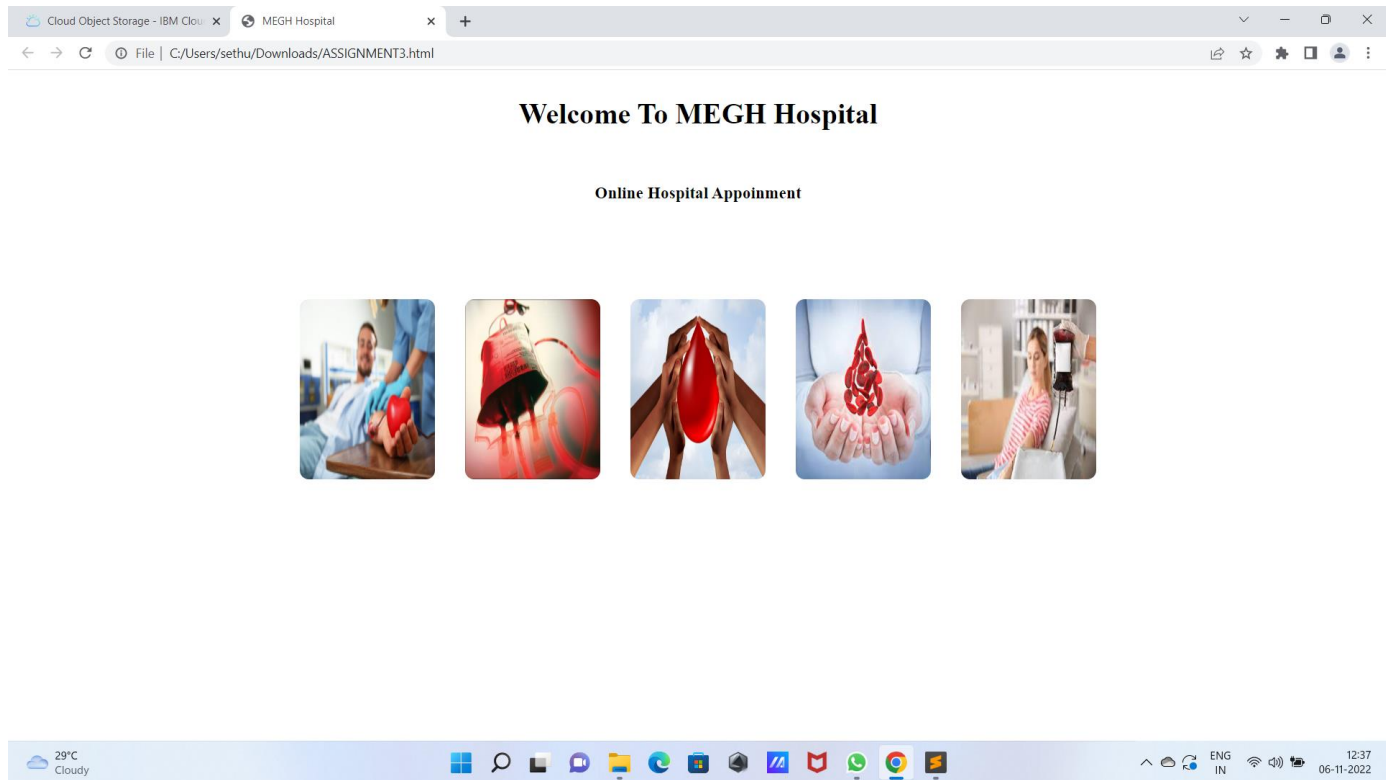 Cloud Object Storage - IBM Clou
MEGH Hospital
File | C:/Users/sethu/Downloads/ASSIGNMENT3.html
Welcome To MEGH Hospital
Online Hospital Appoinment
29°C
Cloudy
ENG
IN
12:37
06-11-2022